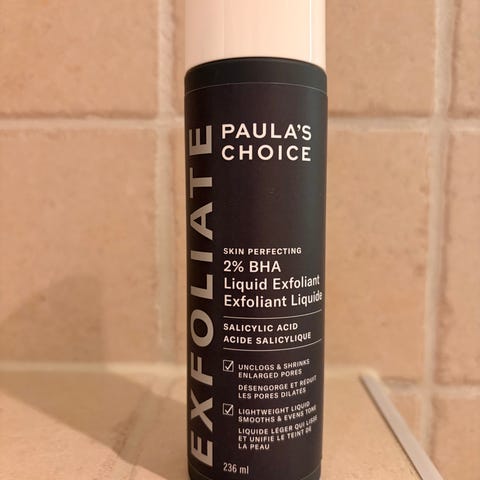 EXFOLIATE
PAULA'S
CHOICE
SKIN PERFECTING
2% BHA
Liquid Exfoliant
Exfoliant Liquide
SALICYLIC ACID
ACIDE SALICYLIQUE
UNCLOGS & SHRINKS
ENLARGED PORES
DÉSENGORGE ET RÉDUIT
LES PORES DILATÉS
LIGHTWEIGHT LIQUID
SMOOTHS & EVENS TONE
LIQUIDE LÉGER QUI LISSE
ET UNIFIE LE TEINT DE
LA PEAU
236 ml